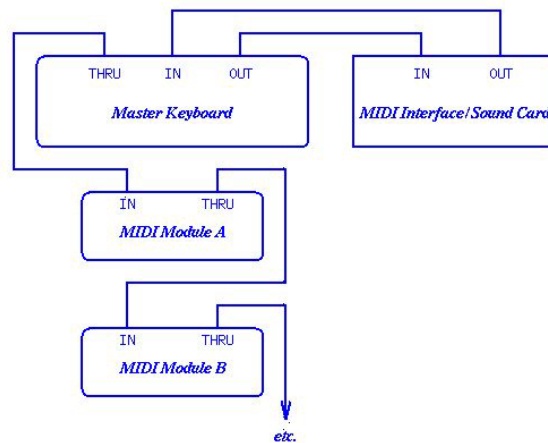 THRU IN OUT IN OUT
Master Keyboard MIDI Interface/Sound Card
IN THRU
MIDI Module A
IN THRU
MIDI Module B
etc.